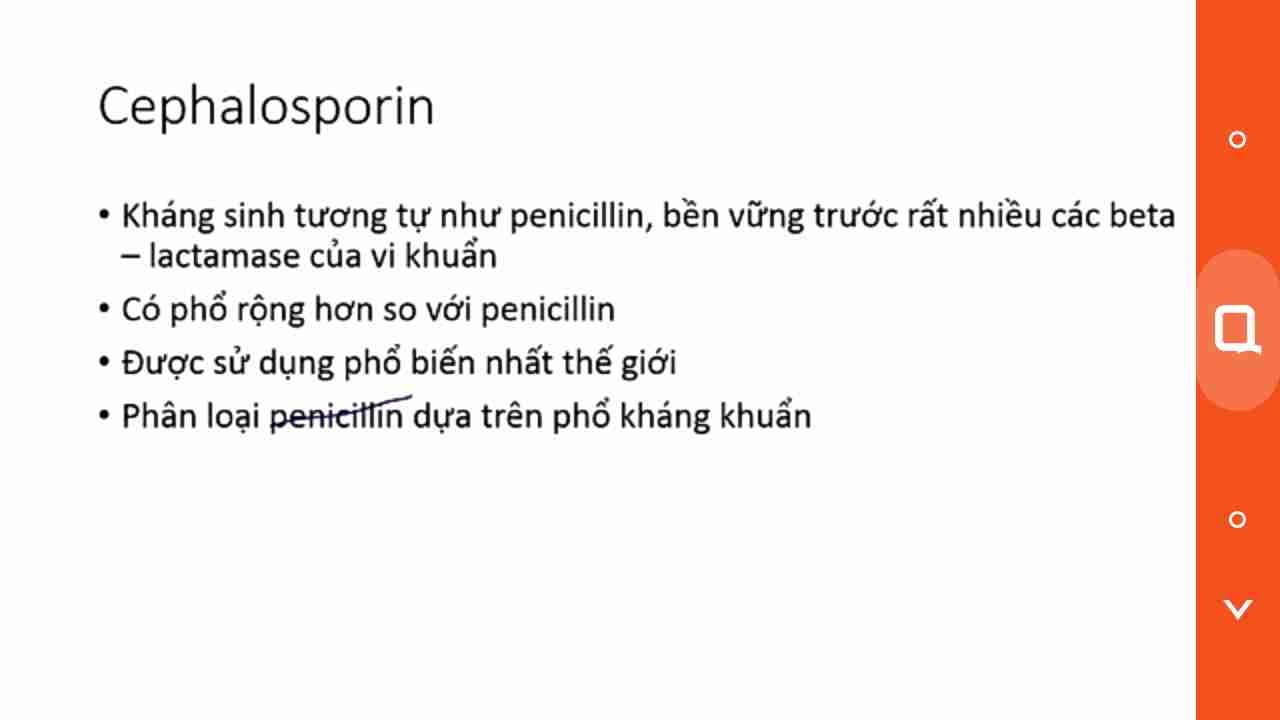 Cephalosporin
• Kháng sinh tương tự như penicillin, bền vững trước rất nhiều các beta
– lactamase của vi khuẩn
• Có phổ rộng hơn so với penicillin
• Được sử dụng phổ biến nhất thế giới
• Phân loại penicillin dựa trên phổ kháng khuẩn